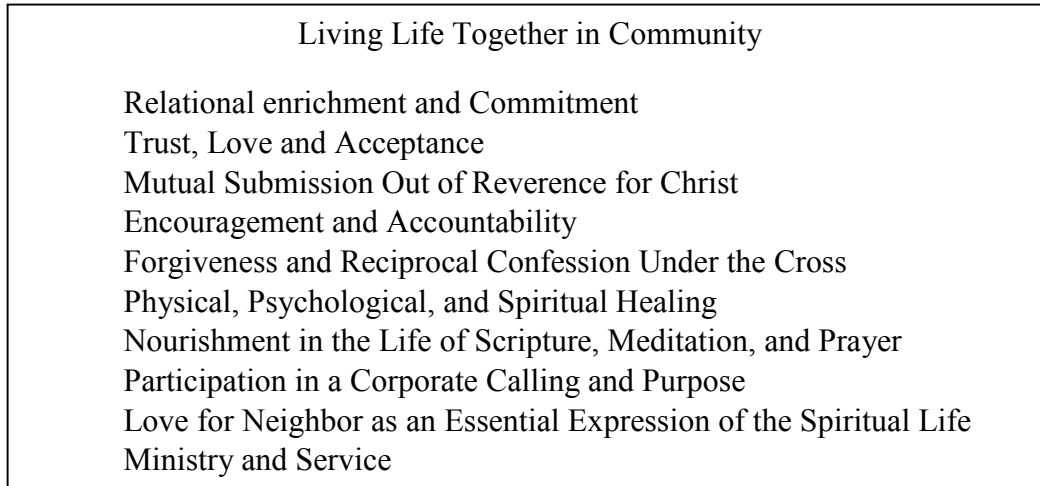 Living Life Together in Community
Relational enrichment and Commitment
Trust, Love and Acceptance
Mutual Submission Out of Reverence for Christ
Encouragement and Accountability
Forgiveness and Reciprocal Confession Under the Cross
Physical, Psychological, and Spiritual Healing
Nourishment in the Life of Scripture, Meditation, and Prayer
Participation in a Corporate Calling and Purpose
Love for Neighbor as an Essential Expression of the Spiritual Life
Ministry and Service